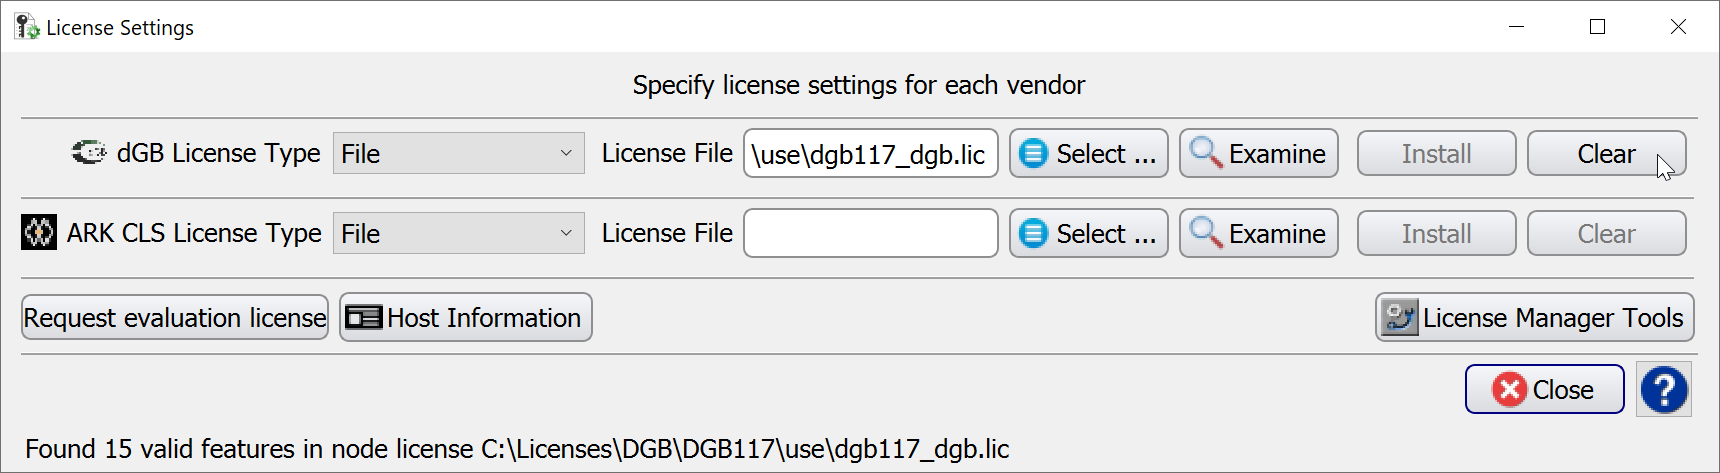 License Settings
Specify license settings for each vendor
dGB License Type File License File \use\dgb117_dgb.lic Select ... Examine Install Clear
ARK CLS License Type File License File Select ... Examine Install Clear
Request evaluation license Host Information License Manager Tools
Close ?
Found 15 valid features in node license C:\Licenses\DGB\DGB117\use\dgb117_dgb.lic